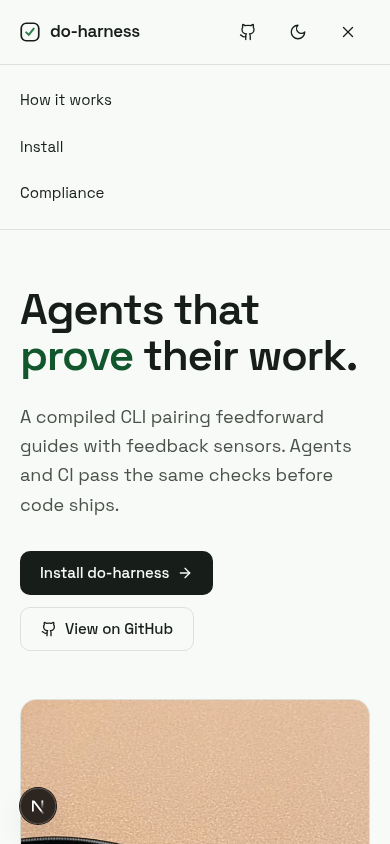 do-harness
How it works
Install
Compliance
Agents that
prove their work.
A compiled CLI pairing feedforward
guides with feedback sensors. Agents
and CI pass the same checks before
code ships.
Install do-harness →
View on GitHub
N